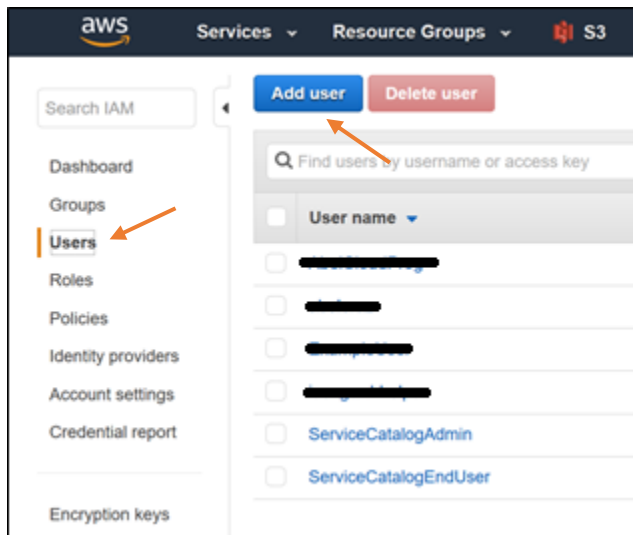 aws
Services
Resource Groups
S3
Search IAM
Dashboard
Groups
Users
Roles
Policies
Identity providers
Account settings
Credential report
Encryption keys
Add user
Delete user
Find users by username or access key
User name
ServiceCatalogAdmin
ServiceCatalogEndUser